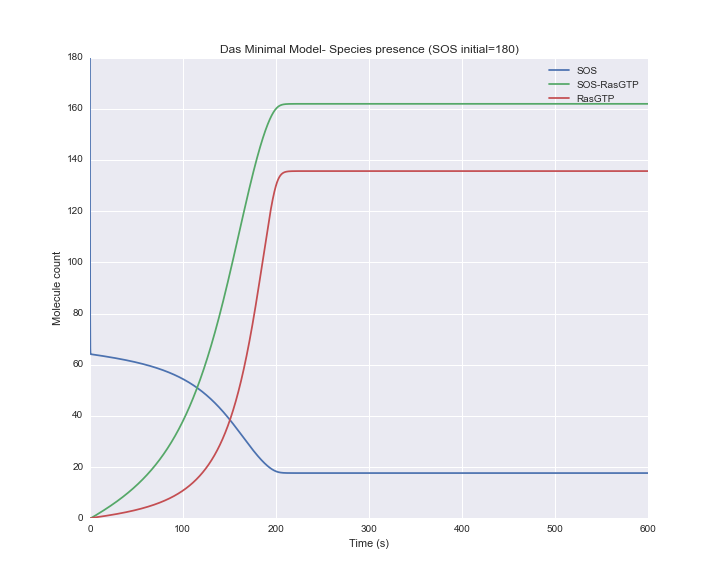 Das Minimal Model- Species presence (SOS initial=180)
180
160
140
120
100
80
60
40
20
0
Molecule count
SOS
SOS-RasGTP
RasGTP
0 100 200 300 400 500 600
Time (s)